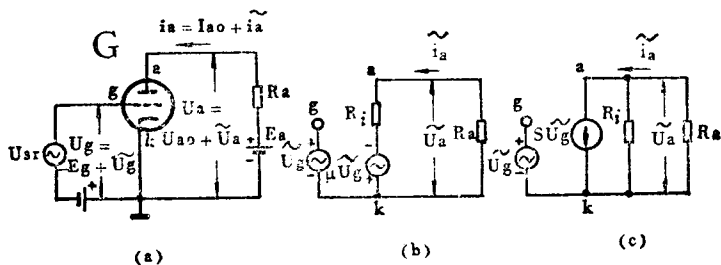 G
ia = Iao + ĩa
a
g
k
Ra
Ea
+
-
Usr
Ug =
-Eg + Ũg
+
Ua =
Uao + Ũa
(a)
ĩa
a
g
Ri
-
+
Ũg
-
μŨg
+
Ũa
Ra
k
(b)
ĩa
a
g
+
Ũg
-
SŨg
Ri
Ũa
Ra
k
(c)